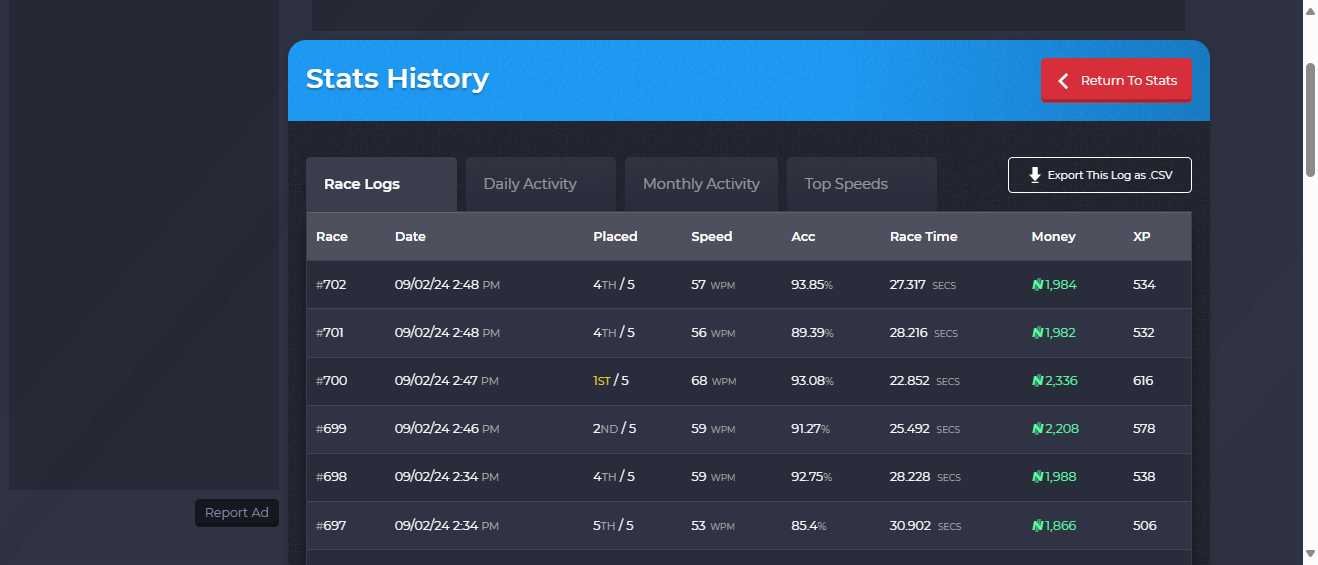 Stats History
Return To Stats
Race Logs Daily Activity Monthly Activity Top Speeds Export This Log as .CSV
Race Date Placed Speed Acc Race Time Money XP
#702 09/02/24 2:48 PM 4TH / 5 57 WPM 93.85% 27.317 SECS N1,984 534
#701 09/02/24 2:48 PM 4TH / 5 56 WPM 89.39% 28.216 SECS N1,982 532
#700 09/02/24 2:47 PM 1ST / 5 68 WPM 93.08% 22.852 SECS N2,336 616
#699 09/02/24 2:46 PM 2ND / 5 59 WPM 91.27% 25.492 SECS N2,208 578
#698 09/02/24 2:34 PM 4TH / 5 59 WPM 92.75% 28.228 SECS N1,988 538
#697 09/02/24 2:34 PM 5TH / 5 53 WPM 85.4% 30.902 SECS N1,866 506
Report Ad